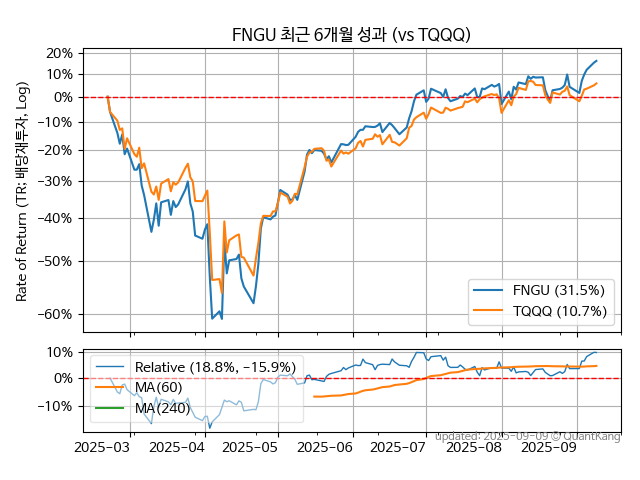 FNGU 최근 6개월 성과 (vs TQQQ)
Rate of Return (TR: 배당재투자, Log)
20%
10%
0%
−10%
−20%
−30%
−40%
−50%
−60%
FNGU (31.5%)
TQQQ (10.7%)
10%
0%
−10%
Relative (18.8%, −15.9%)
MA(60)
MA(240)
2025-03
2025-04
2025-05
2025-06
2025-07
2025-08
2025-09
updated: 2025-09-09 © QuantKang